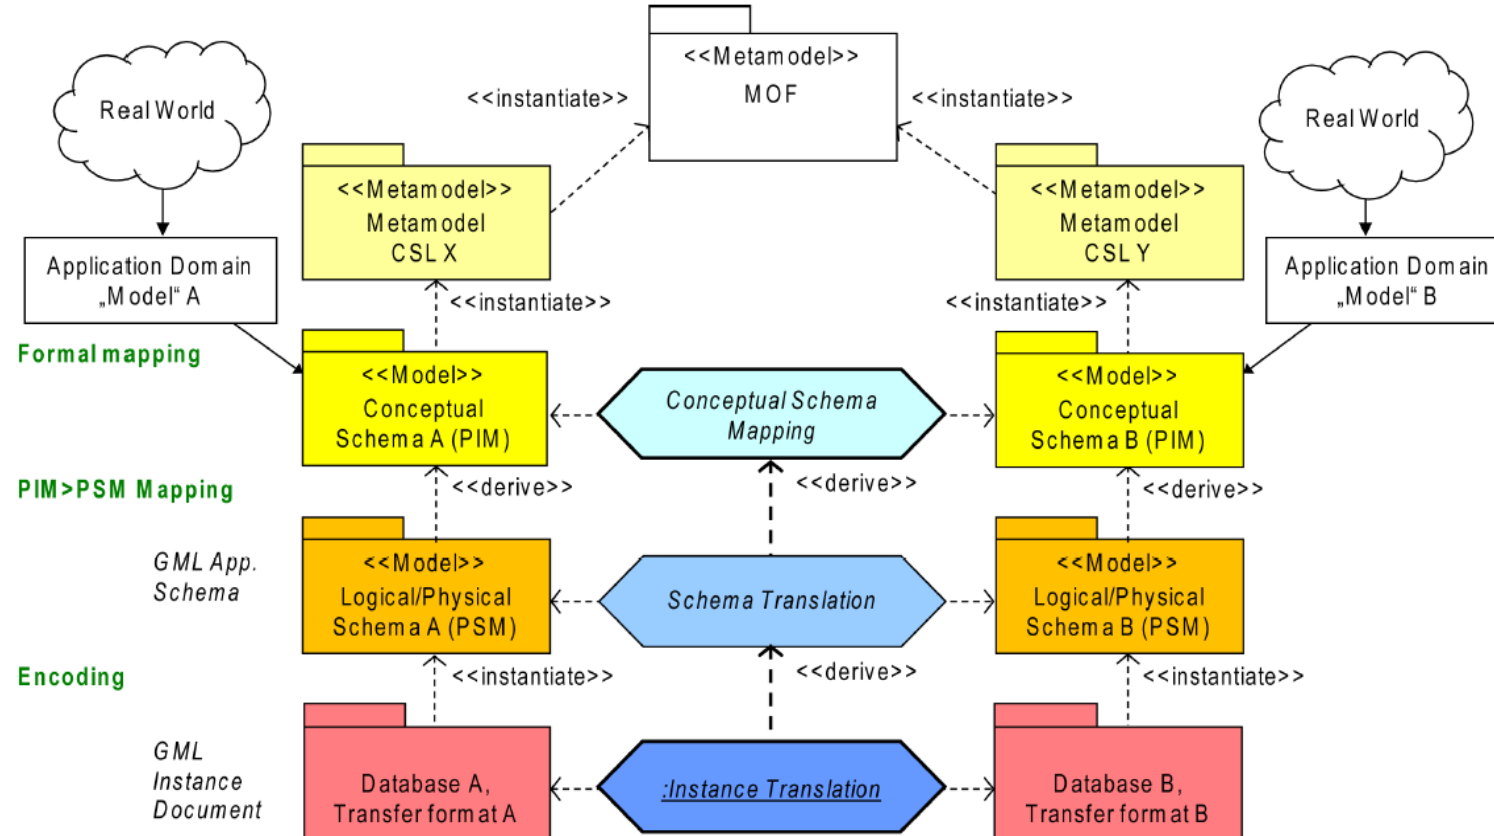 <<Metamodel>>
MOF
<<instantiate>>
<<instantiate>>
Real World
Real World
<<Metamodel>>
Metamodel
CSL X
<<Metamodel>>
Metamodel
CSL Y
Application Domain
„Model“ A
Application Domain
„Model“ B
<<instantiate>>
<<instantiate>>
Formal mapping
<<Model>>
Conceptual
Schema A (PIM)
Conceptual Schema
Mapping
<<Model>>
Conceptual
Schema B (PIM)
PIM>PSM Mapping
<<derive>>
<<derive>>
<<derive>>
GML App.
Schema
<<Model>>
Logical/Physical
Schema A (PSM)
Schema Translation
<<Model>>
Logical/Physical
Schema B (PSM)
Encoding
<<instantiate>>
<<derive>>
<<instantiate>>
GML
Instance
Document
Database A,
Transfer format A
:Instance Translation
Database B,
Transfer format B